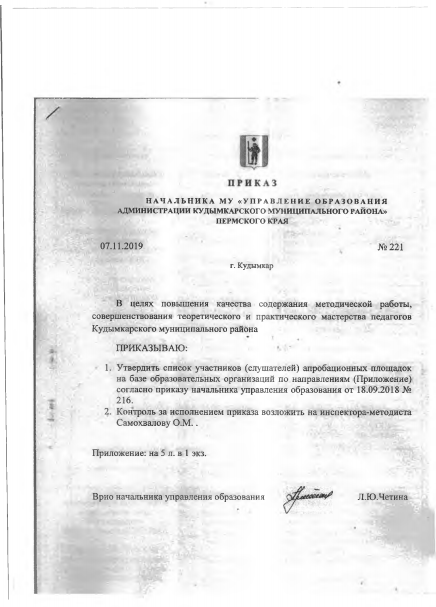 ПРИКАЗ
НАЧАЛЬНИКА МУ «УПРАВЛЕНИЕ ОБРАЗОВАНИЯ
АДМИНИСТРАЦИИ КУДЫМКАРСКОГО МУНИЦИПАЛЬНОГО РАЙОНА»
ПЕРМСКОГО КРАЯ
07.11.2019 № 221
г. Кудымкар
В целях повышения качества содержания методической работы,
совершенствования теоретического и практического мастерства педагогов
Кудымкарского муниципального района
ПРИКАЗЫВАЮ:
1. Утвердить список участников (слушателей) апробационных площадок
на базе образовательных организаций по направлениям (Приложение)
согласно приказу начальника управления образования от 18.09.2018 №
216.
2. Контроль за исполнением приказа возложить на инспектора-методиста
Самохвалову О.М. .
Приложение: на 5 л. в 1 экз.
Врио начальника управления образования Л.Ю.Четина